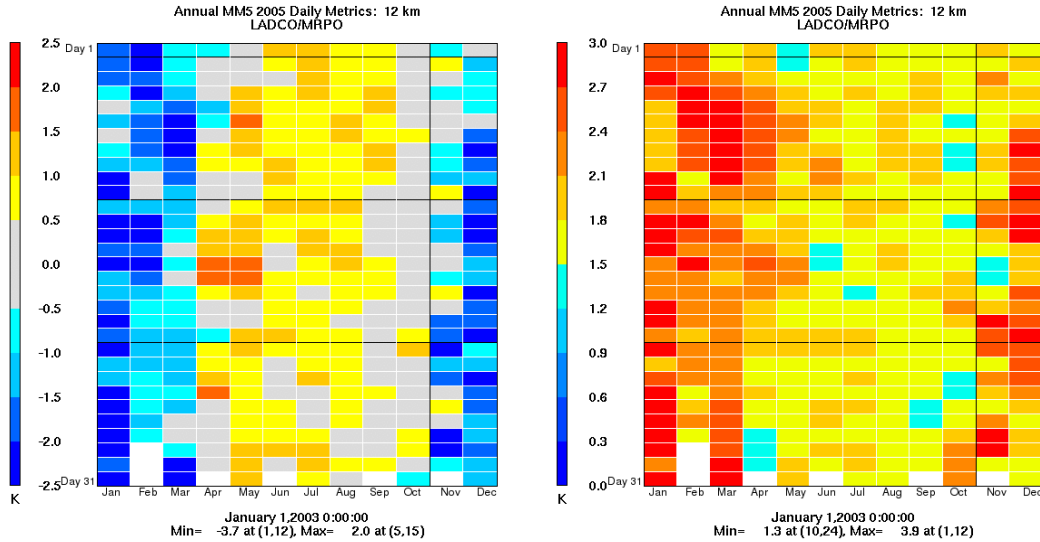 Annual MM5 2005 Daily Metrics: 12 km
LADCO/MRPO
2.5
2.0
1.5
1.0
0.5
0.0
-0.5
-1.0
-1.5
-2.0
-2.5
K
Day 1
Day 31
Jan Feb Mar Apr May Jun Jul Aug Sep Oct Nov Dec
January 1,2003 0:00:00
Min= -3.7 at (1,12), Max= 2.0 at (5,15)
Annual MM5 2005 Daily Metrics: 12 km
LADCO/MRPO
3.0
2.7
2.4
2.1
1.8
1.5
1.2
0.9
0.6
0.3
0.0
K
Day 1
Day 31
Jan Feb Mar Apr May Jun Jul Aug Sep Oct Nov Dec
January 1,2003 0:00:00
Min= 1.3 at (10,24), Max= 3.9 at (1,12)